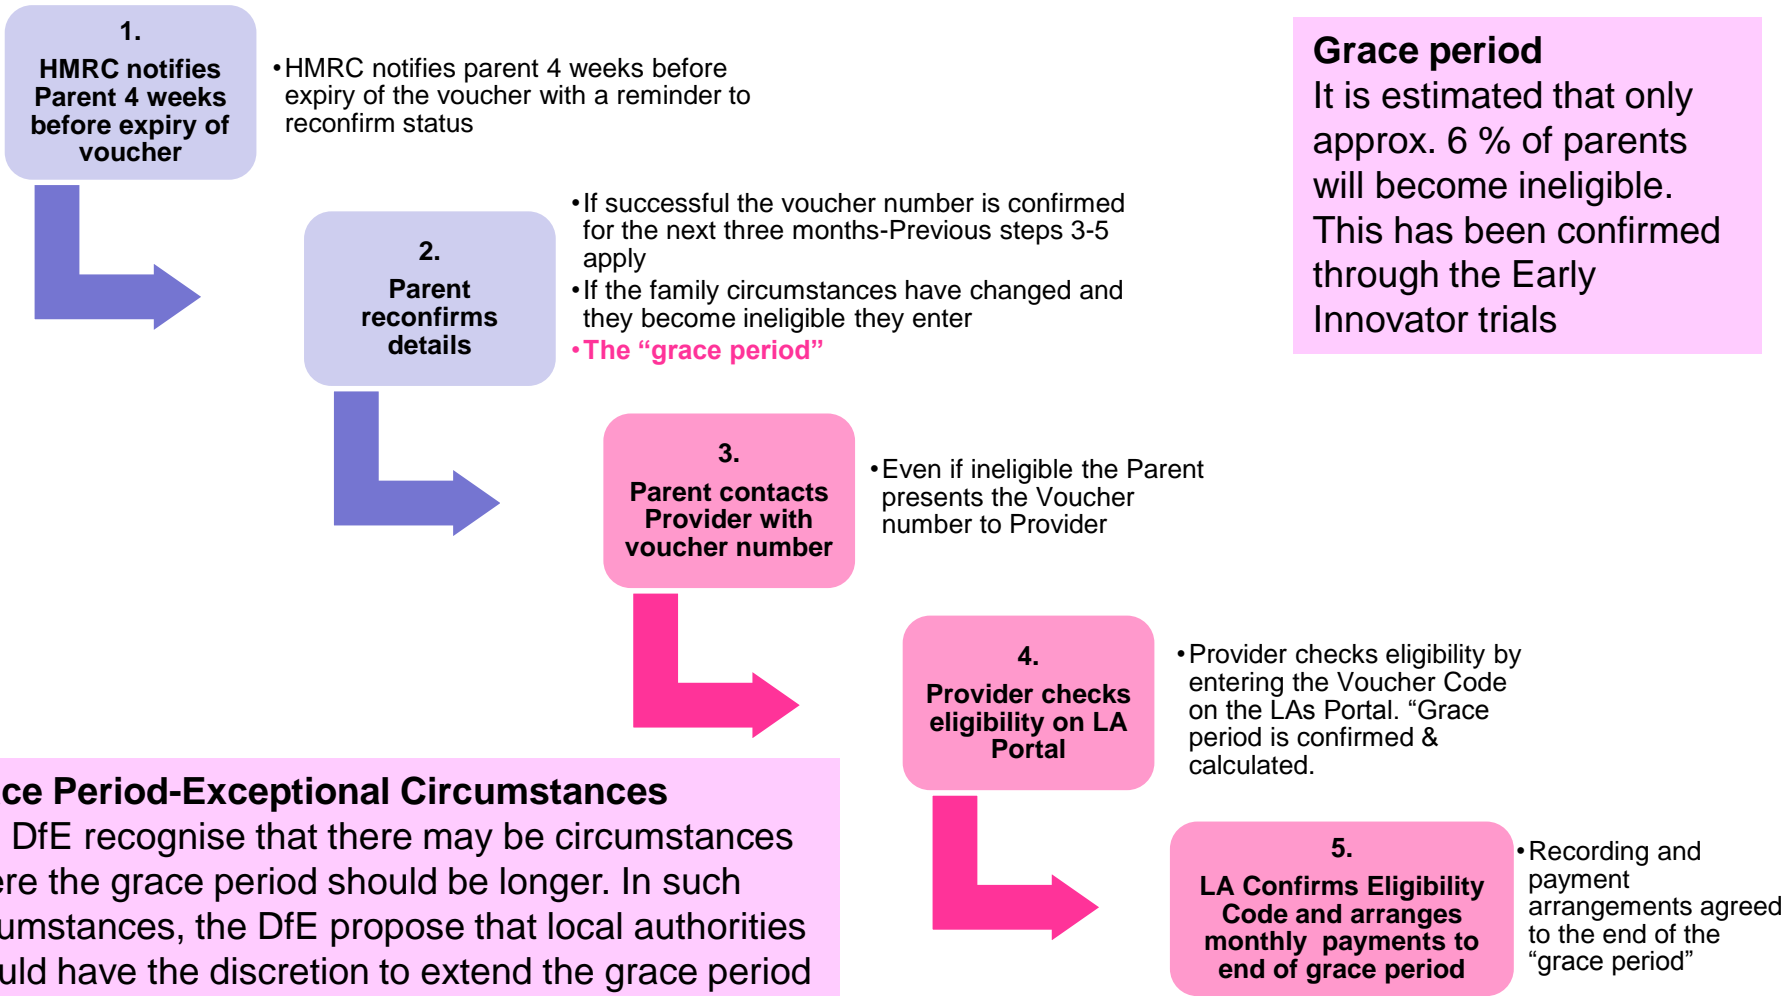 1.
HMRC notifies
Parent 4 weeks
before expiry of
voucher
•HMRC notifies parent 4 weeks before
expiry of the voucher with a reminder to
reconfirm status
Grace period
It is estimated that only
approx. 6 % of parents
will become ineligible.
This has been confirmed
through the Early
Innovator trials
2.
Parent
reconfirms
details
•If successful the voucher number is confirmed
for the next three months-Previous steps 3-5
apply
•If the family circumstances have changed and
they become ineligible they enter
•The “grace period”
3.
Parent contacts
Provider with
voucher number
•Even if ineligible the Parent
presents the Voucher
number to Provider
4.
Provider checks
eligibility on LA
Portal
•Provider checks eligibility by
entering the Voucher Code
on the LAs Portal. “Grace
period is confirmed &
calculated.
Period-Exceptional Circumstances
DfE recognise that there may be circumstances
the grace period should be longer. In such
the DfE propose that local authorities
have the discretion to extend the grace period
5.
LA Confirms Eligibility
Code and arranges
monthly payments to
end of grace period
•Recording and
payment
arrangements agreed
to the end of the
“grace period”